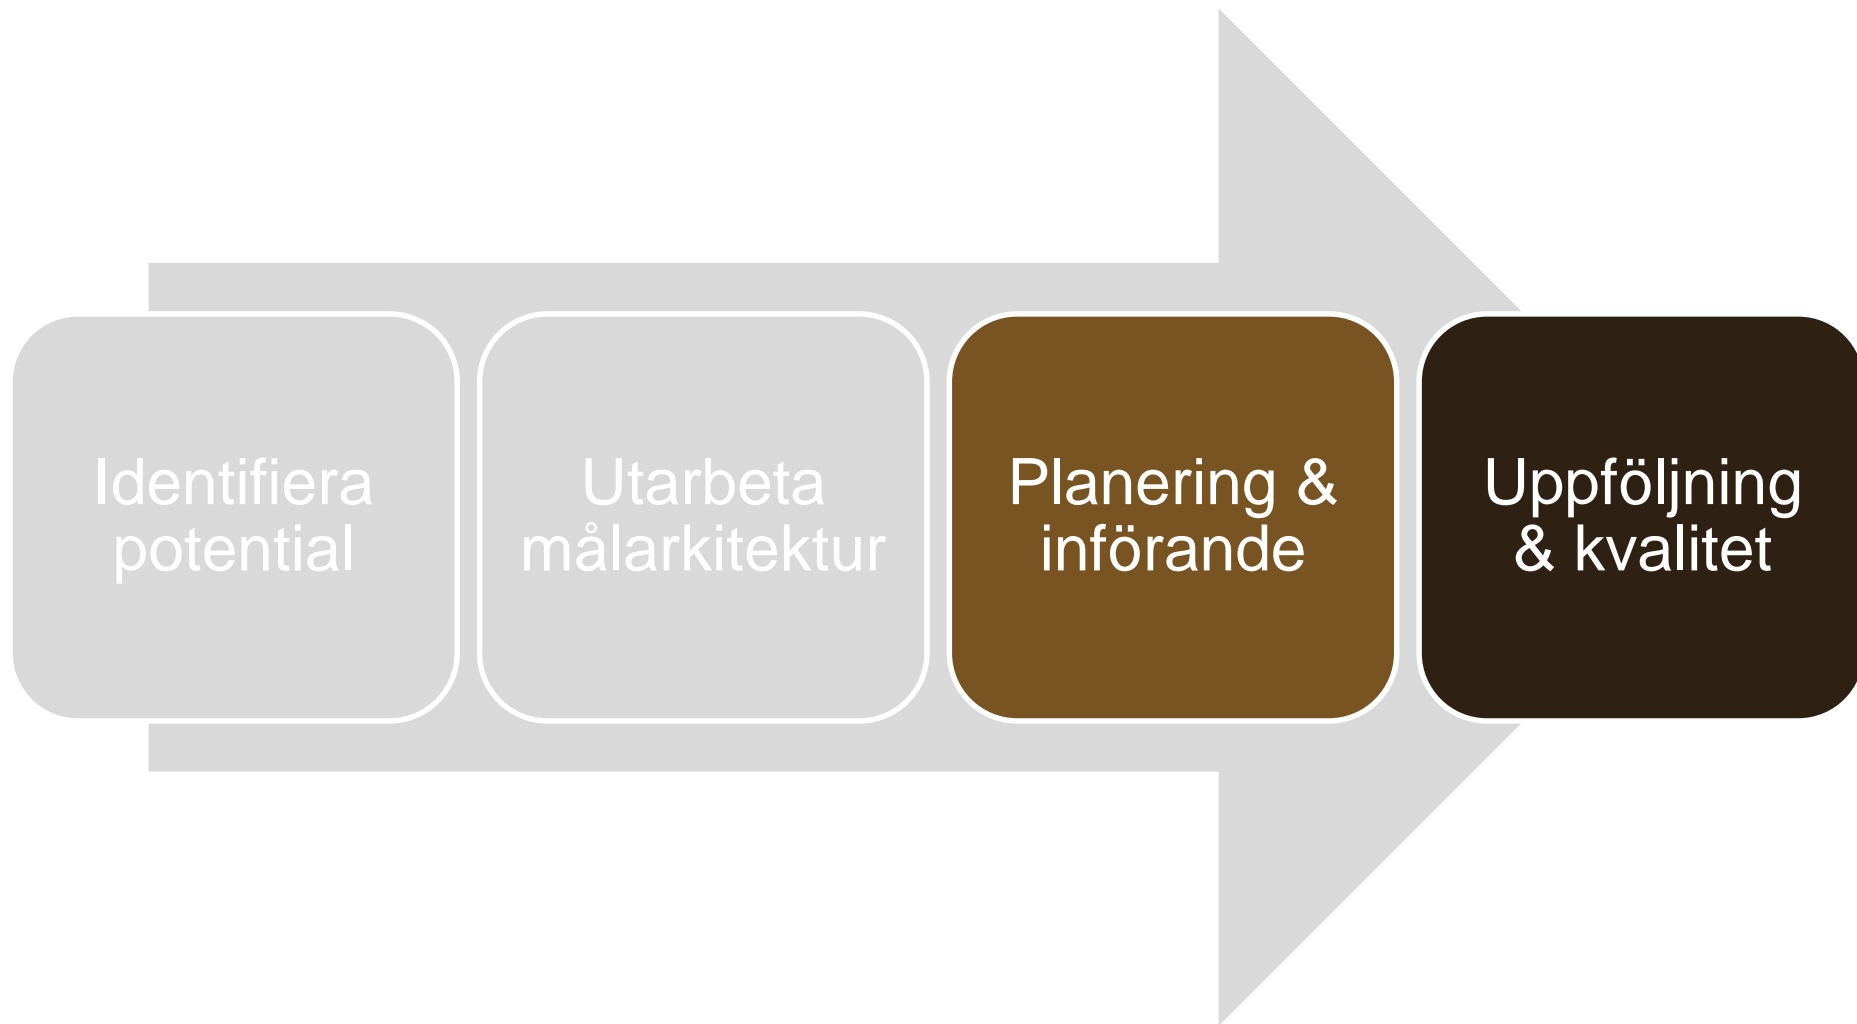 Identifiera
potential
Utarbeta
målarkitektur
Planering &
införande
Uppföljning
& kvalitet